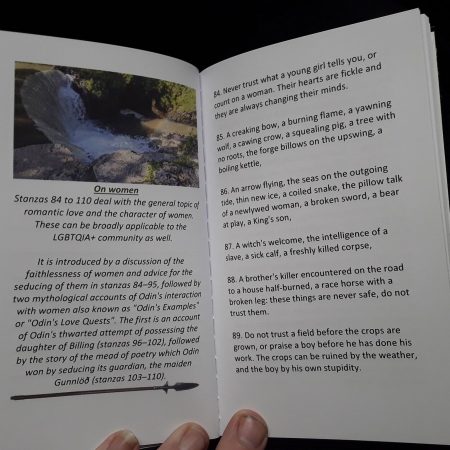 On women
Stanzas 84 to 110 deal with the general topic of
romantic love and the character of women.
These can be broadly applicable to the
LGBTQIA+ community as well.
It is introduced by a discussion of the
faithlessness of women and advice for the
seducing of them in stanzas 84–95, followed by
two mythological accounts of Odin's interaction
with women also known as "Odin's Examples"
or "Odin's Love Quests". The first is an account
of Odin's thwarted attempt of possessing the
daughter of Billing (stanzas 96–102), followed
by the story of the mead of poetry which Odin
won by seducing its guardian, the maiden
Gunnlöð (stanzas 103–110).
84. Never trust what a young girl tells you, or
count on a woman. Their hearts are fickle and
they are always changing their minds.
85. A creaking bow, a burning flame, a yawning
wolf, a cawing crow, a squealing pig, a tree with
no roots, the forge billows on the upswing, a
boiling kettle,
86. An arrow flying, the seas on the outgoing
tide, thin new ice, a coiled snake, the pillow talk
of a newlywed woman, a broken sword, a bear
at play, a King's son,
87. A witch's welcome, the intelligence of a
slave, a sick calf, a freshly killed corpse,
88. A brother's killer encountered on the road
to a house half-burned, a race horse with a
broken leg: these things are never safe, do not
trust them.
89. Do not trust a field before the crops are
grown, or praise a boy before he has done his
work. The crops can be ruined by the weather,
and the boy by his own stupidity.